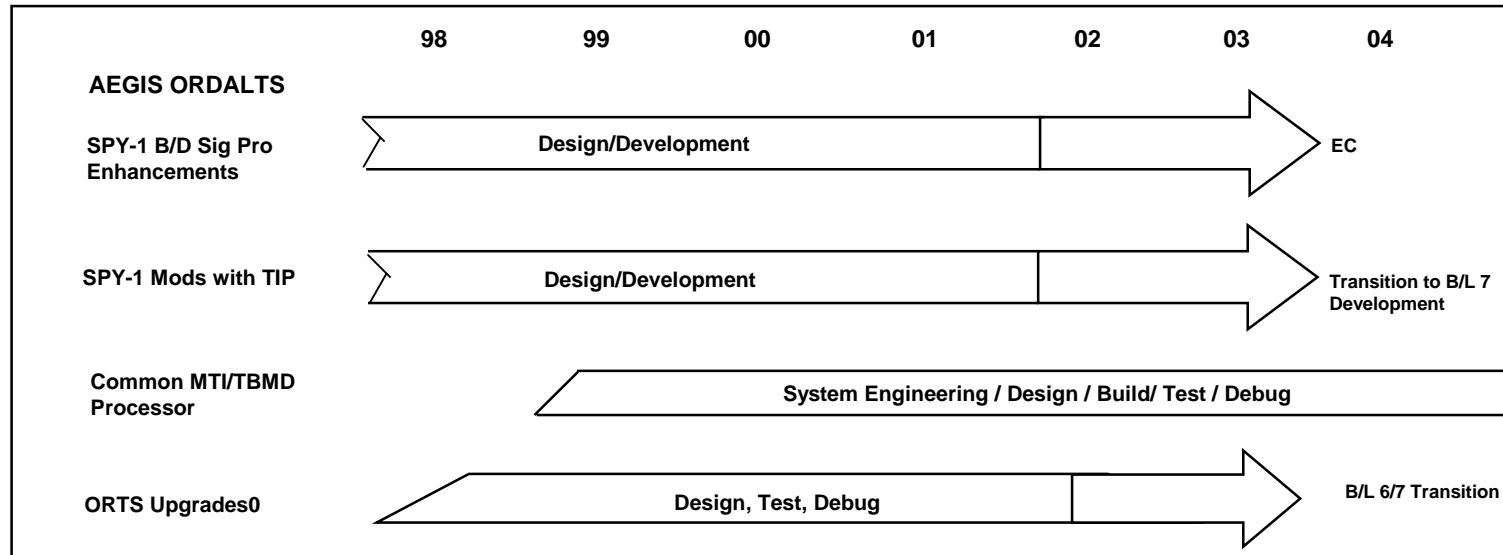 98 99 00 01 02 03 04
AEGIS ORDALTS
SPY-1 B/D Sig Pro
Enhancements
Design/Development
EC
SPY-1 Mods with TIP
Design/Development
Transition to B/L 7
Development
Common MTI/TBMD
Processor
System Engineering / Design / Build/ Test / Debug
ORTS Upgrades0
Design, Test, Debug
B/L 6/7 Transition